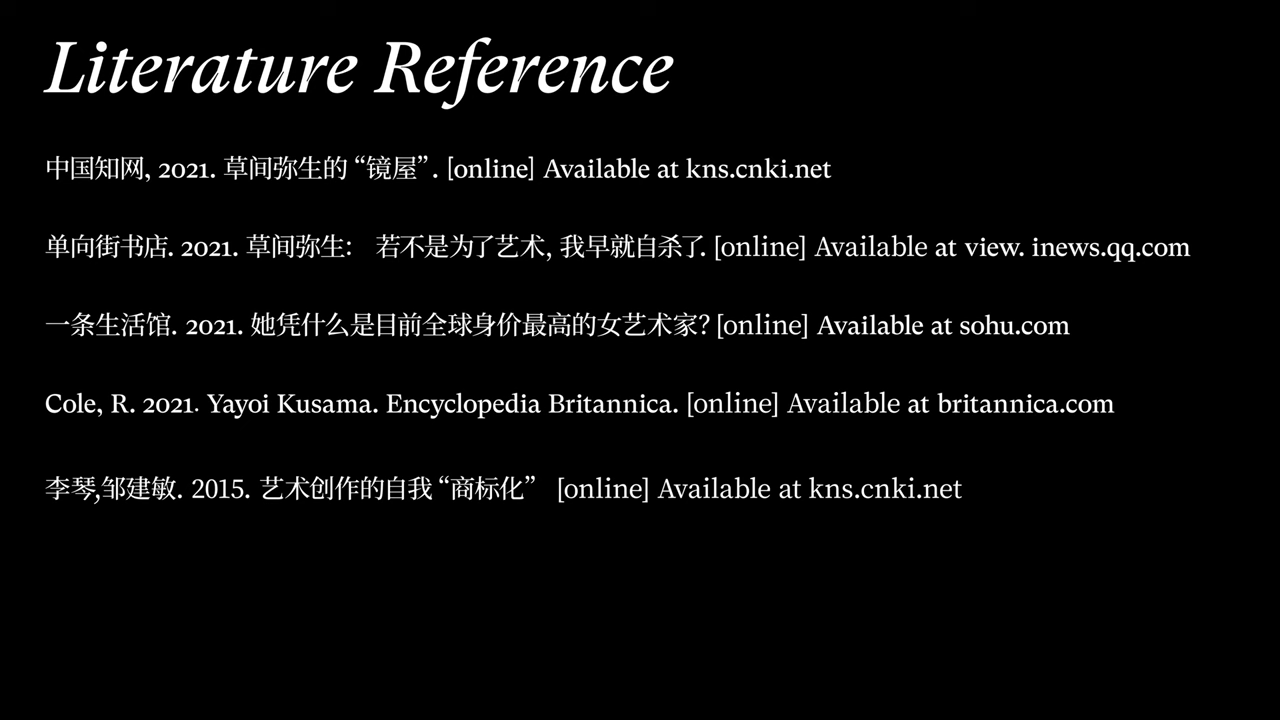 Literature Reference
中国知网, 2021. 草间弥生的 “镜屋”. [online] Available at kns.cnki.net
单向街书店. 2021. 草间弥生: 若不是为了艺术, 我早就自杀了. [online] Available at view. inews.qq.com
一条生活馆. 2021. 她凭什么是目前全球身价最高的女艺术家? [online] Available at sohu.com
Cole, R. 2021. Yayoi Kusama. Encyclopedia Britannica. [online] Available at britannica.com
李琴,邹建敏. 2015. 艺术创作的自我 “商标化” [online] Available at kns.cnki.net